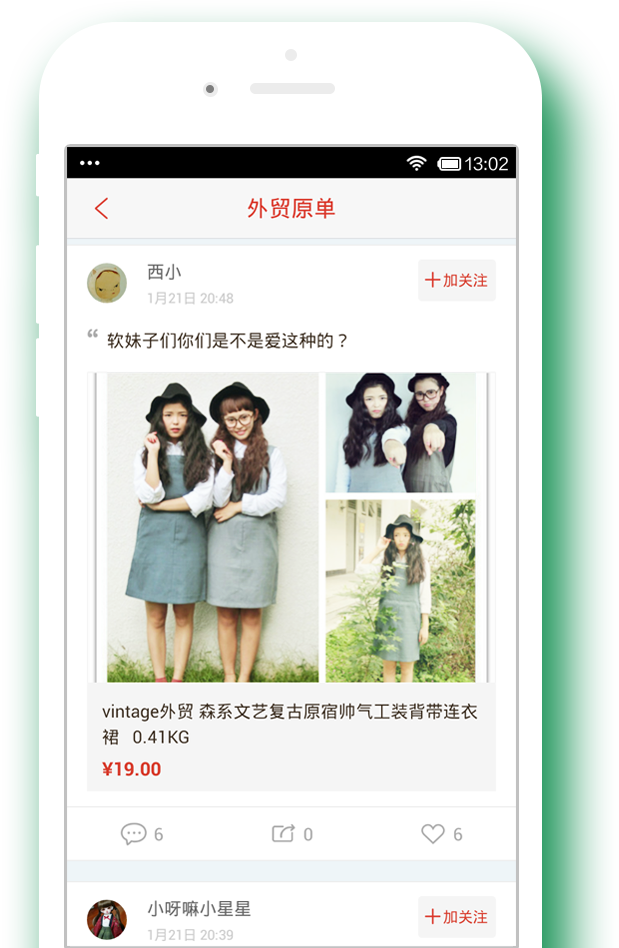 13:02
外贸原单
西小
1月21日 20:48
加关注
“ 软妹子们你们是不是爱这种的？
vintage外贸 森系文艺复古原宿帅气工装背带连衣
裙 0.41KG
¥19.00
6
0
6
小呀嘛小星星
1月21日 20:39
加关注